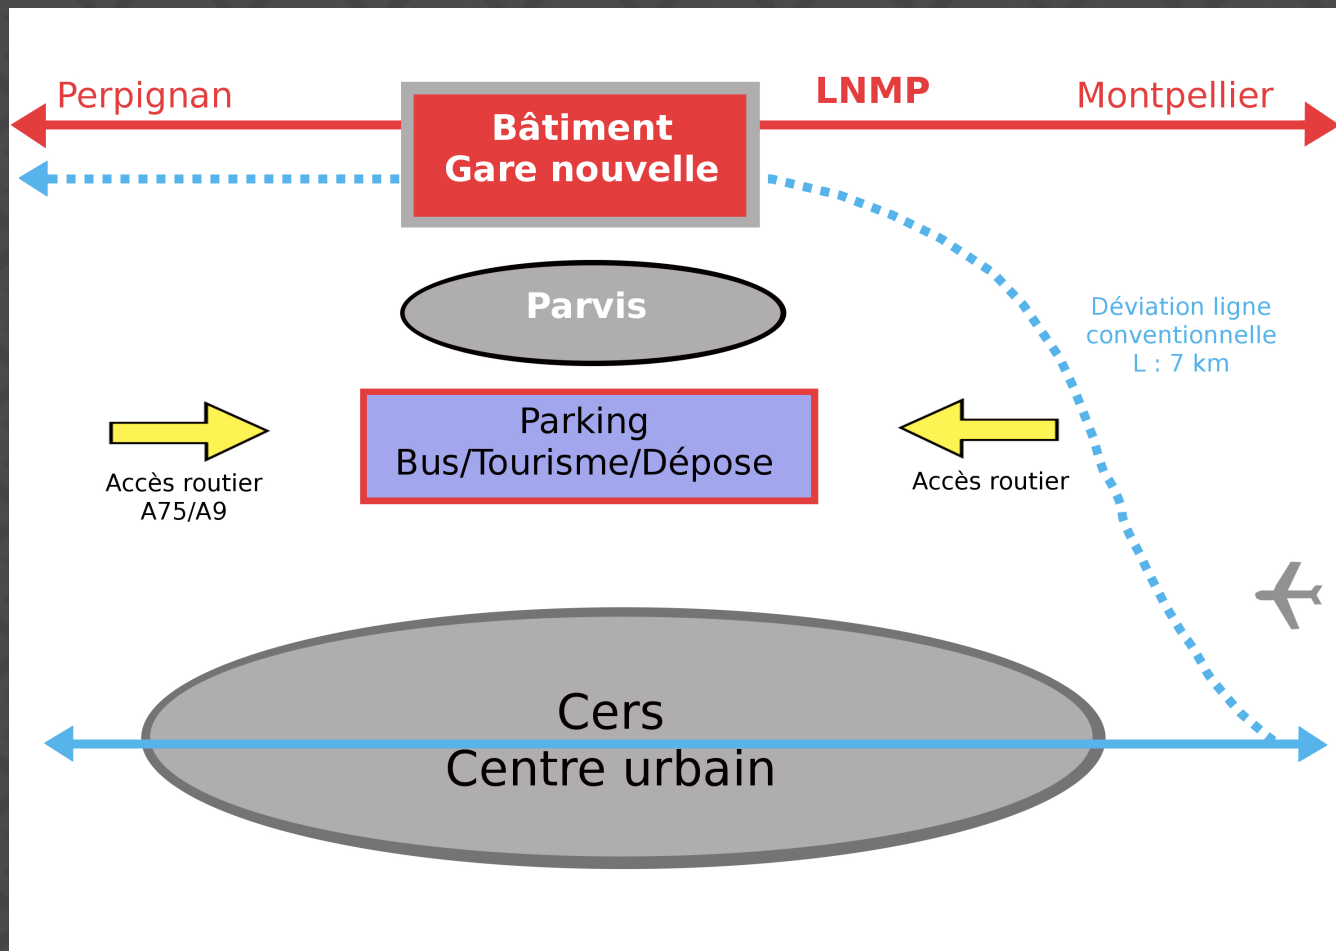 Perpignan
LNMP
Montpellier
Bâtiment
Gare nouvelle
Parvis
Déviation ligne
conventionnelle
L : 7 km
Parking
Bus/Tourisme/Dépose
Accès routier
A75/A9
Accès routier
Cers
Centre urbain